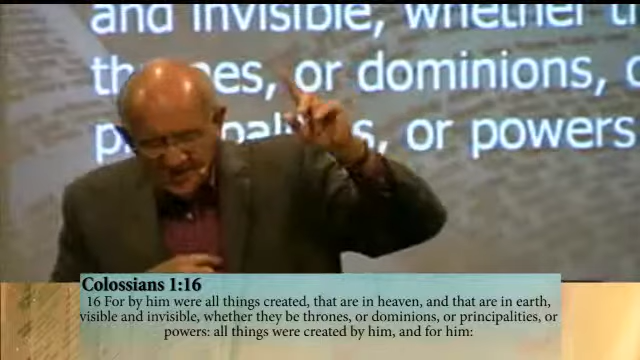 and invisible, whether
or dominions,
or powers
Colossians 1:16
16 For by him were all things created, that are in heaven, and that are in earth,
visible and invisible, whether they be thrones, or dominions, or principalities, or
powers: all things were created by him, and for him: